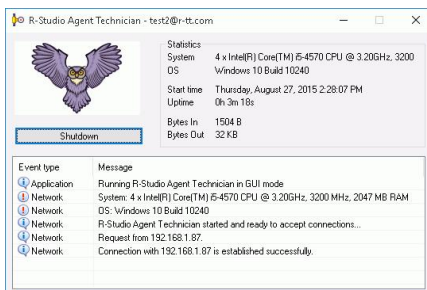 R-Studio Agent Technician - test2@r-tt.com
Statistics
System 4 x Intel(R) Core(TM) i5-4570 CPU @ 3.20GHz, 3200
OS Windows 10 Build 10240
Start time Thursday, August 27, 2015 2:28:07 PM
Uptime 0h 3m 18s
Bytes In 1504 B
Bytes Out 32 KB
Shutdown
Event type Message
Application Running R-Studio Agent Technician in GUI mode
Network System: 4 x Intel(R) Core(TM) i5-4570 CPU @ 3.20GHz, 3200 MHz, 2047 MB RAM
Network OS: Windows 10 Build 10240
Network R-Studio Agent Technician started and ready to accept connections...
Network Request from 192.168.1.87.
Network Connection with 192.168.1.87 is established successfully.